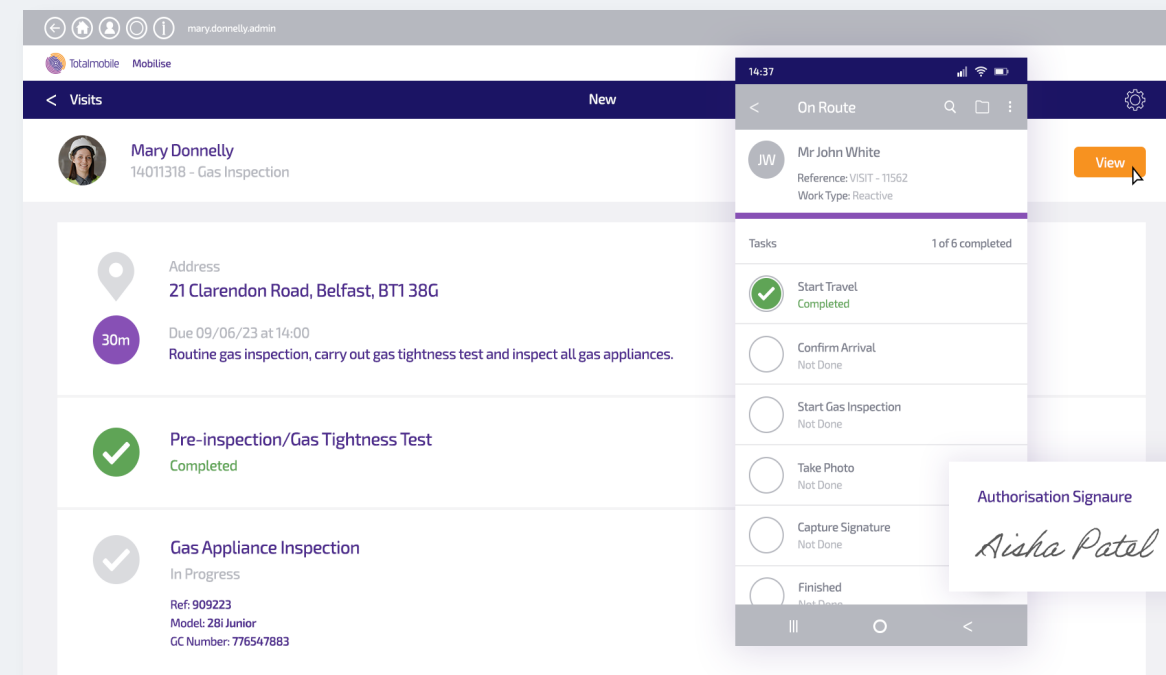 mary.donnelly.admin
Totalmobile Mobilise
< Visits
New
Mary Donnelly
14011318 - Gas Inspection
View
Address
21 Clarendon Road, Belfast, BT1 38G
30m
Due 09/06/23 at 14:00
Routine gas inspection, carry out gas tightness test and inspect all gas appliances.
Pre-inspection/Gas Tightness Test
Completed
Gas Appliance Inspection
In Progress
Ref: 909223
Model: 28i Junior
GC Number: 776547883
14:37
< On Route
JW
Mr John White
Reference: VISIT - 11562
Work Type: Reactive
Tasks 1 of 6 completed
Start Travel
Completed
Confirm Arrival
Not Done
Start Gas Inspection
Not Done
Take Photo
Not Done
Capture Signature
Not Done
Finished
Not Done
Authorisation Signaure
Aisha Patel